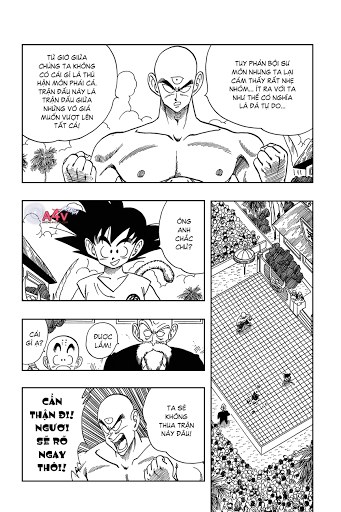 TỪ GIỜ GIỮA
CHÚNG TA KHÔNG
CÓ CÁI GÌ LÀ THÙ
HẬN MÔN PHÁI CẢ.
TRẬN ĐẤU NÀY LÀ
TRẬN ĐẤU GIỮA
NHỮNG VÕ GIẢ
MUỐN VƯỢT LÊN
TẤT CẢ!
TUY PHẢN BỘI SƯ
MÔN NHƯNG TA LẠI
CẢM THẤY RẤT NHẸ
NHÕM... ÍT RA VỚI TA
NHƯ THẾ CÓ NGHĨA
LÀ ĐÃ TỰ DO...
A4V
ÔNG
ANH
CHẮC
CHỨ?
CÁI
GÌ Ạ?
ĐƯỢC
LẮM!
CẨN
THẬN ĐI!
NGƯƠI
SẼ RÕ
NGAY
THÔI!
TA SẼ
KHÔNG
THUA TRẬN
NÀY ĐÂU!